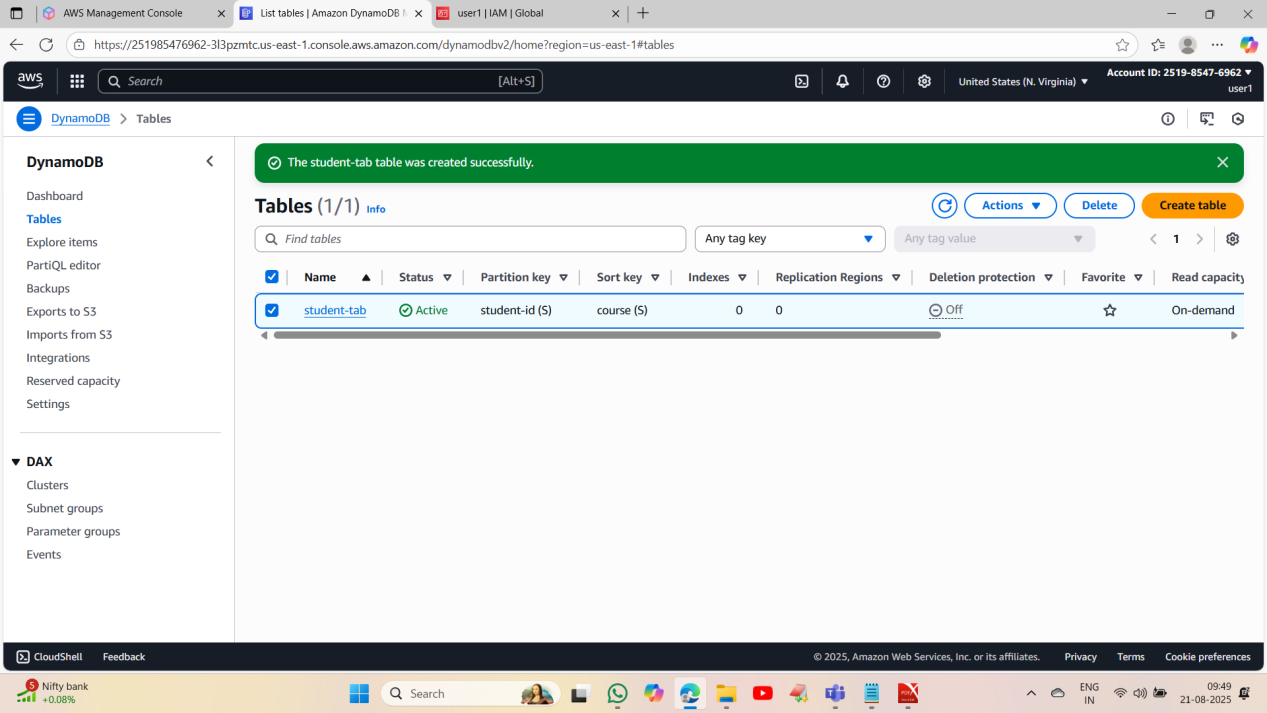 AWS Management Console
List tables | Amazon DynamoDB M
user1 | IAM | Global
https://251985476962-3l3pzmtc.us-east-1.console.aws.amazon.com/dynamodbv2/home?region=us-east-1#tables
aws
Search [Alt+S]
United States (N. Virginia)
Account ID: 2519-8547-6962
user1
DynamoDB > Tables
DynamoDB
Dashboard
Tables
Explore items
PartiQL editor
Backups
Exports to S3
Imports from S3
Integrations
Reserved capacity
Settings
DAX
Clusters
Subnet groups
Parameter groups
Events
The student-tab table was created successfully.
Tables (1/1) Info
Actions Delete Create table
Find tables Any tag key Any tag value 1
Name Status Partition key Sort key Indexes Replication Regions Deletion protection Favorite Read capacity
student-tab Active student-id (S) course (S) 0 0 Off On-demand
CloudShell Feedback © 2025, Amazon Web Services, Inc. or its affiliates. Privacy Terms Cookie preferences
5 Nifty bank
+0.08%
Search
ENG
IN
09:49
21-08-2025